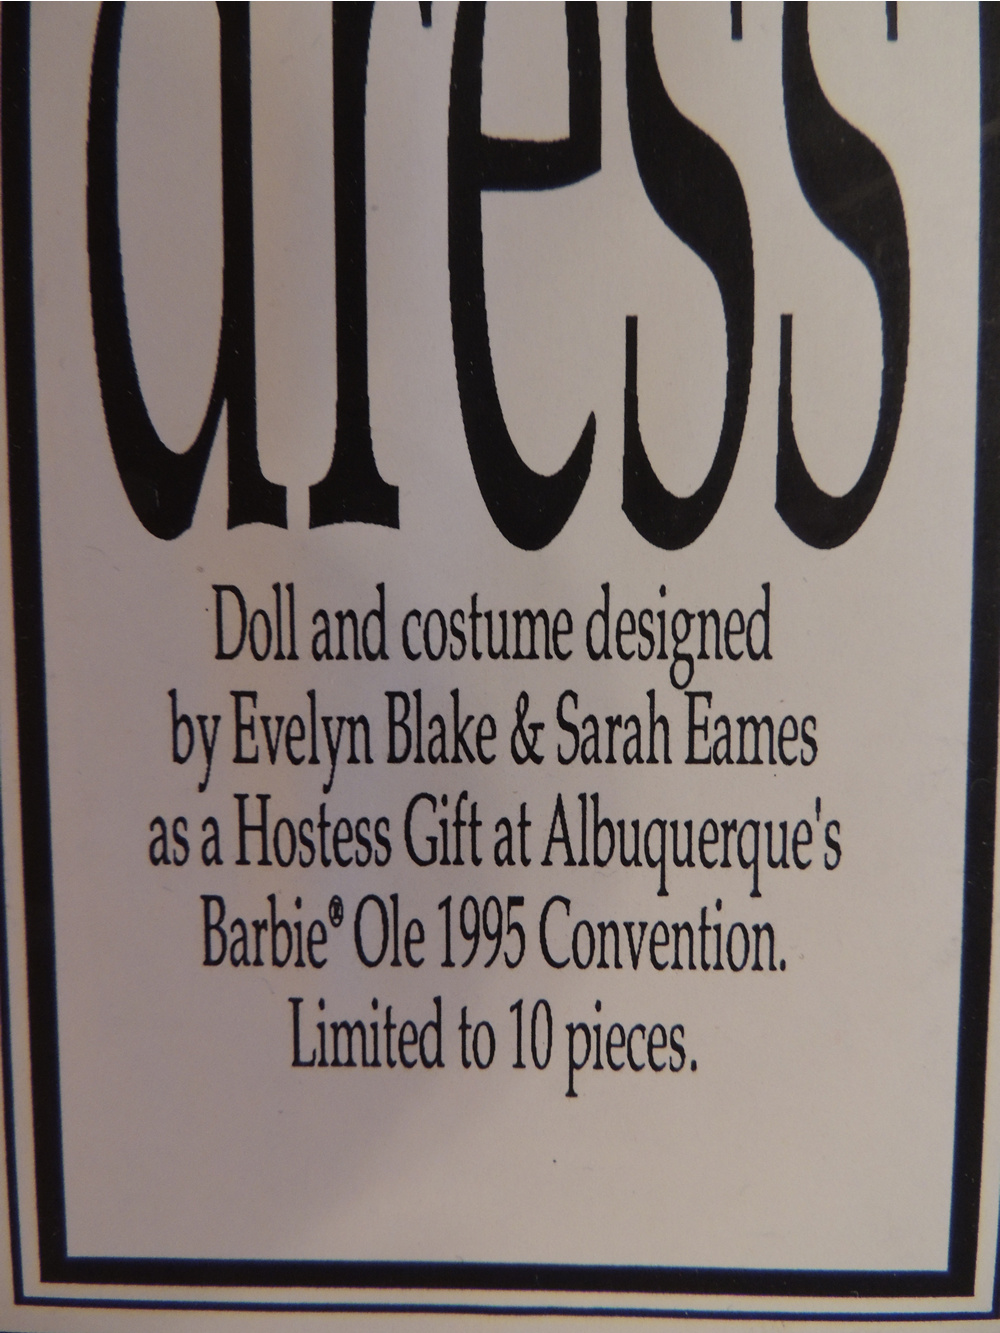 dress
Doll and costume designed
by Evelyn Blake & Sarah Eames
as a Hostess Gift at Albuquerque's
Barbie® Ole 1995 Convention.
Limited to 10 pieces.